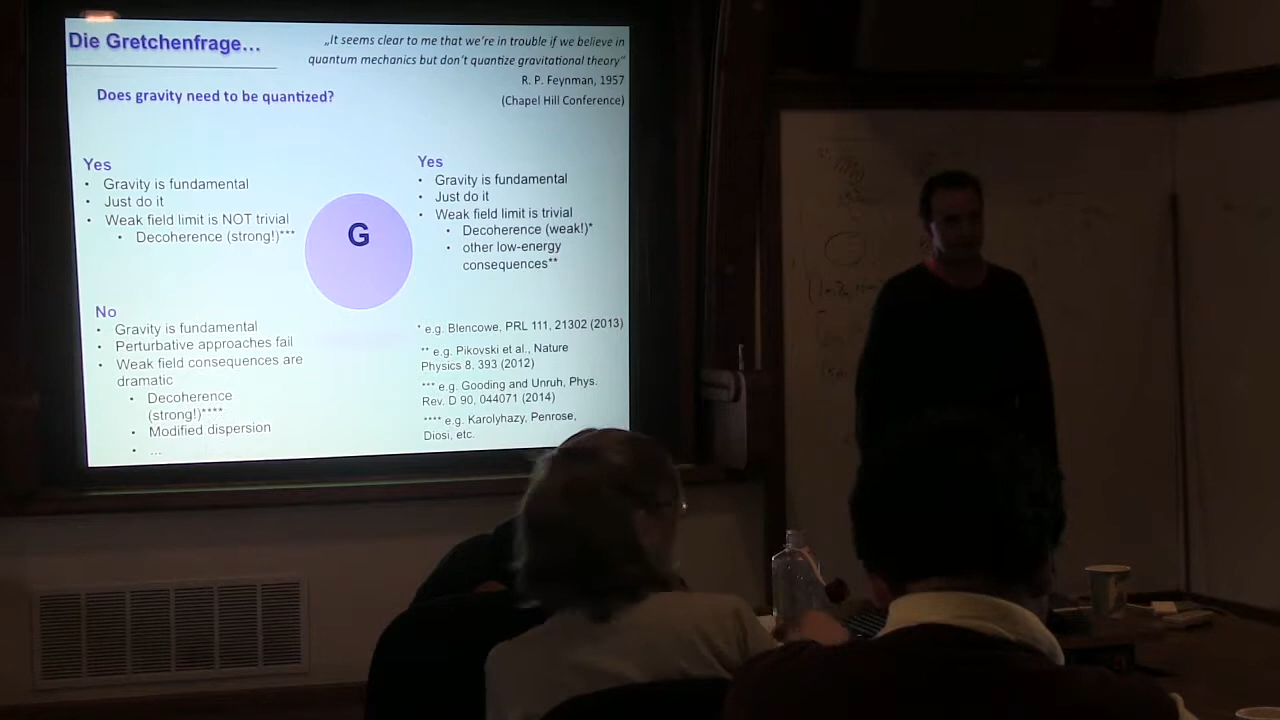 Die Gretchenfrage...
„It seems clear to me that we're in trouble if we believe in
quantum mechanics but don't quantize gravitational theory"
R. P. Feynman, 1957
(Chapel Hill Conference)
Does gravity need to be quantized?
Yes
• Gravity is fundamental
• Just do it
• Weak field limit is NOT trivial
• Decoherence (strong!)***
G
Yes
• Gravity is fundamental
• Just do it
• Weak field limit is trivial
• Decoherence (weak!)*
• other low-energy
consequences**
No
• Gravity is fundamental
• Perturbative approaches fail
• Weak field consequences are
dramatic
• Decoherence
(strong!)****
• Modified dispersion
• ...
* e.g. Blencowe, PRL 111, 21302 (2013)
** e.g. Pikovski et al., Nature
Physics 8, 393 (2012)
*** e.g. Gooding and Unruh, Phys.
Rev. D 90, 044071 (2014)
**** e.g. Karolyhazy, Penrose,
Diosi, etc.